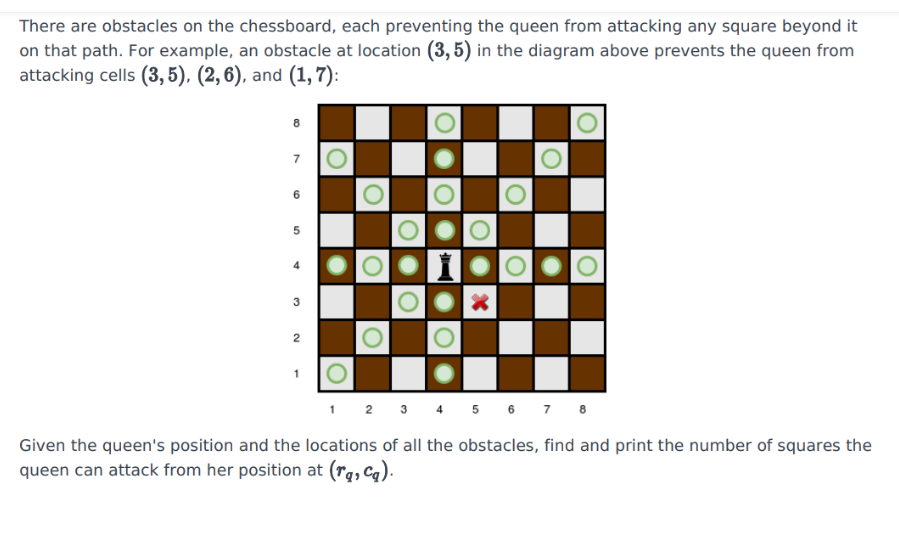 There are obstacles on the chessboard, each preventing the queen from attacking any square beyond it
on that path. For example, an obstacle at location (3, 5) in the diagram above prevents the queen from
attacking cells (3, 5), (2, 6), and (1, 7):
8
7
6
5
4
3
2
1
1 2 3 4 5 6 7 8
Given the queen's position and the locations of all the obstacles, find and print the number of squares the
queen can attack from her position at (r_q, c_q).